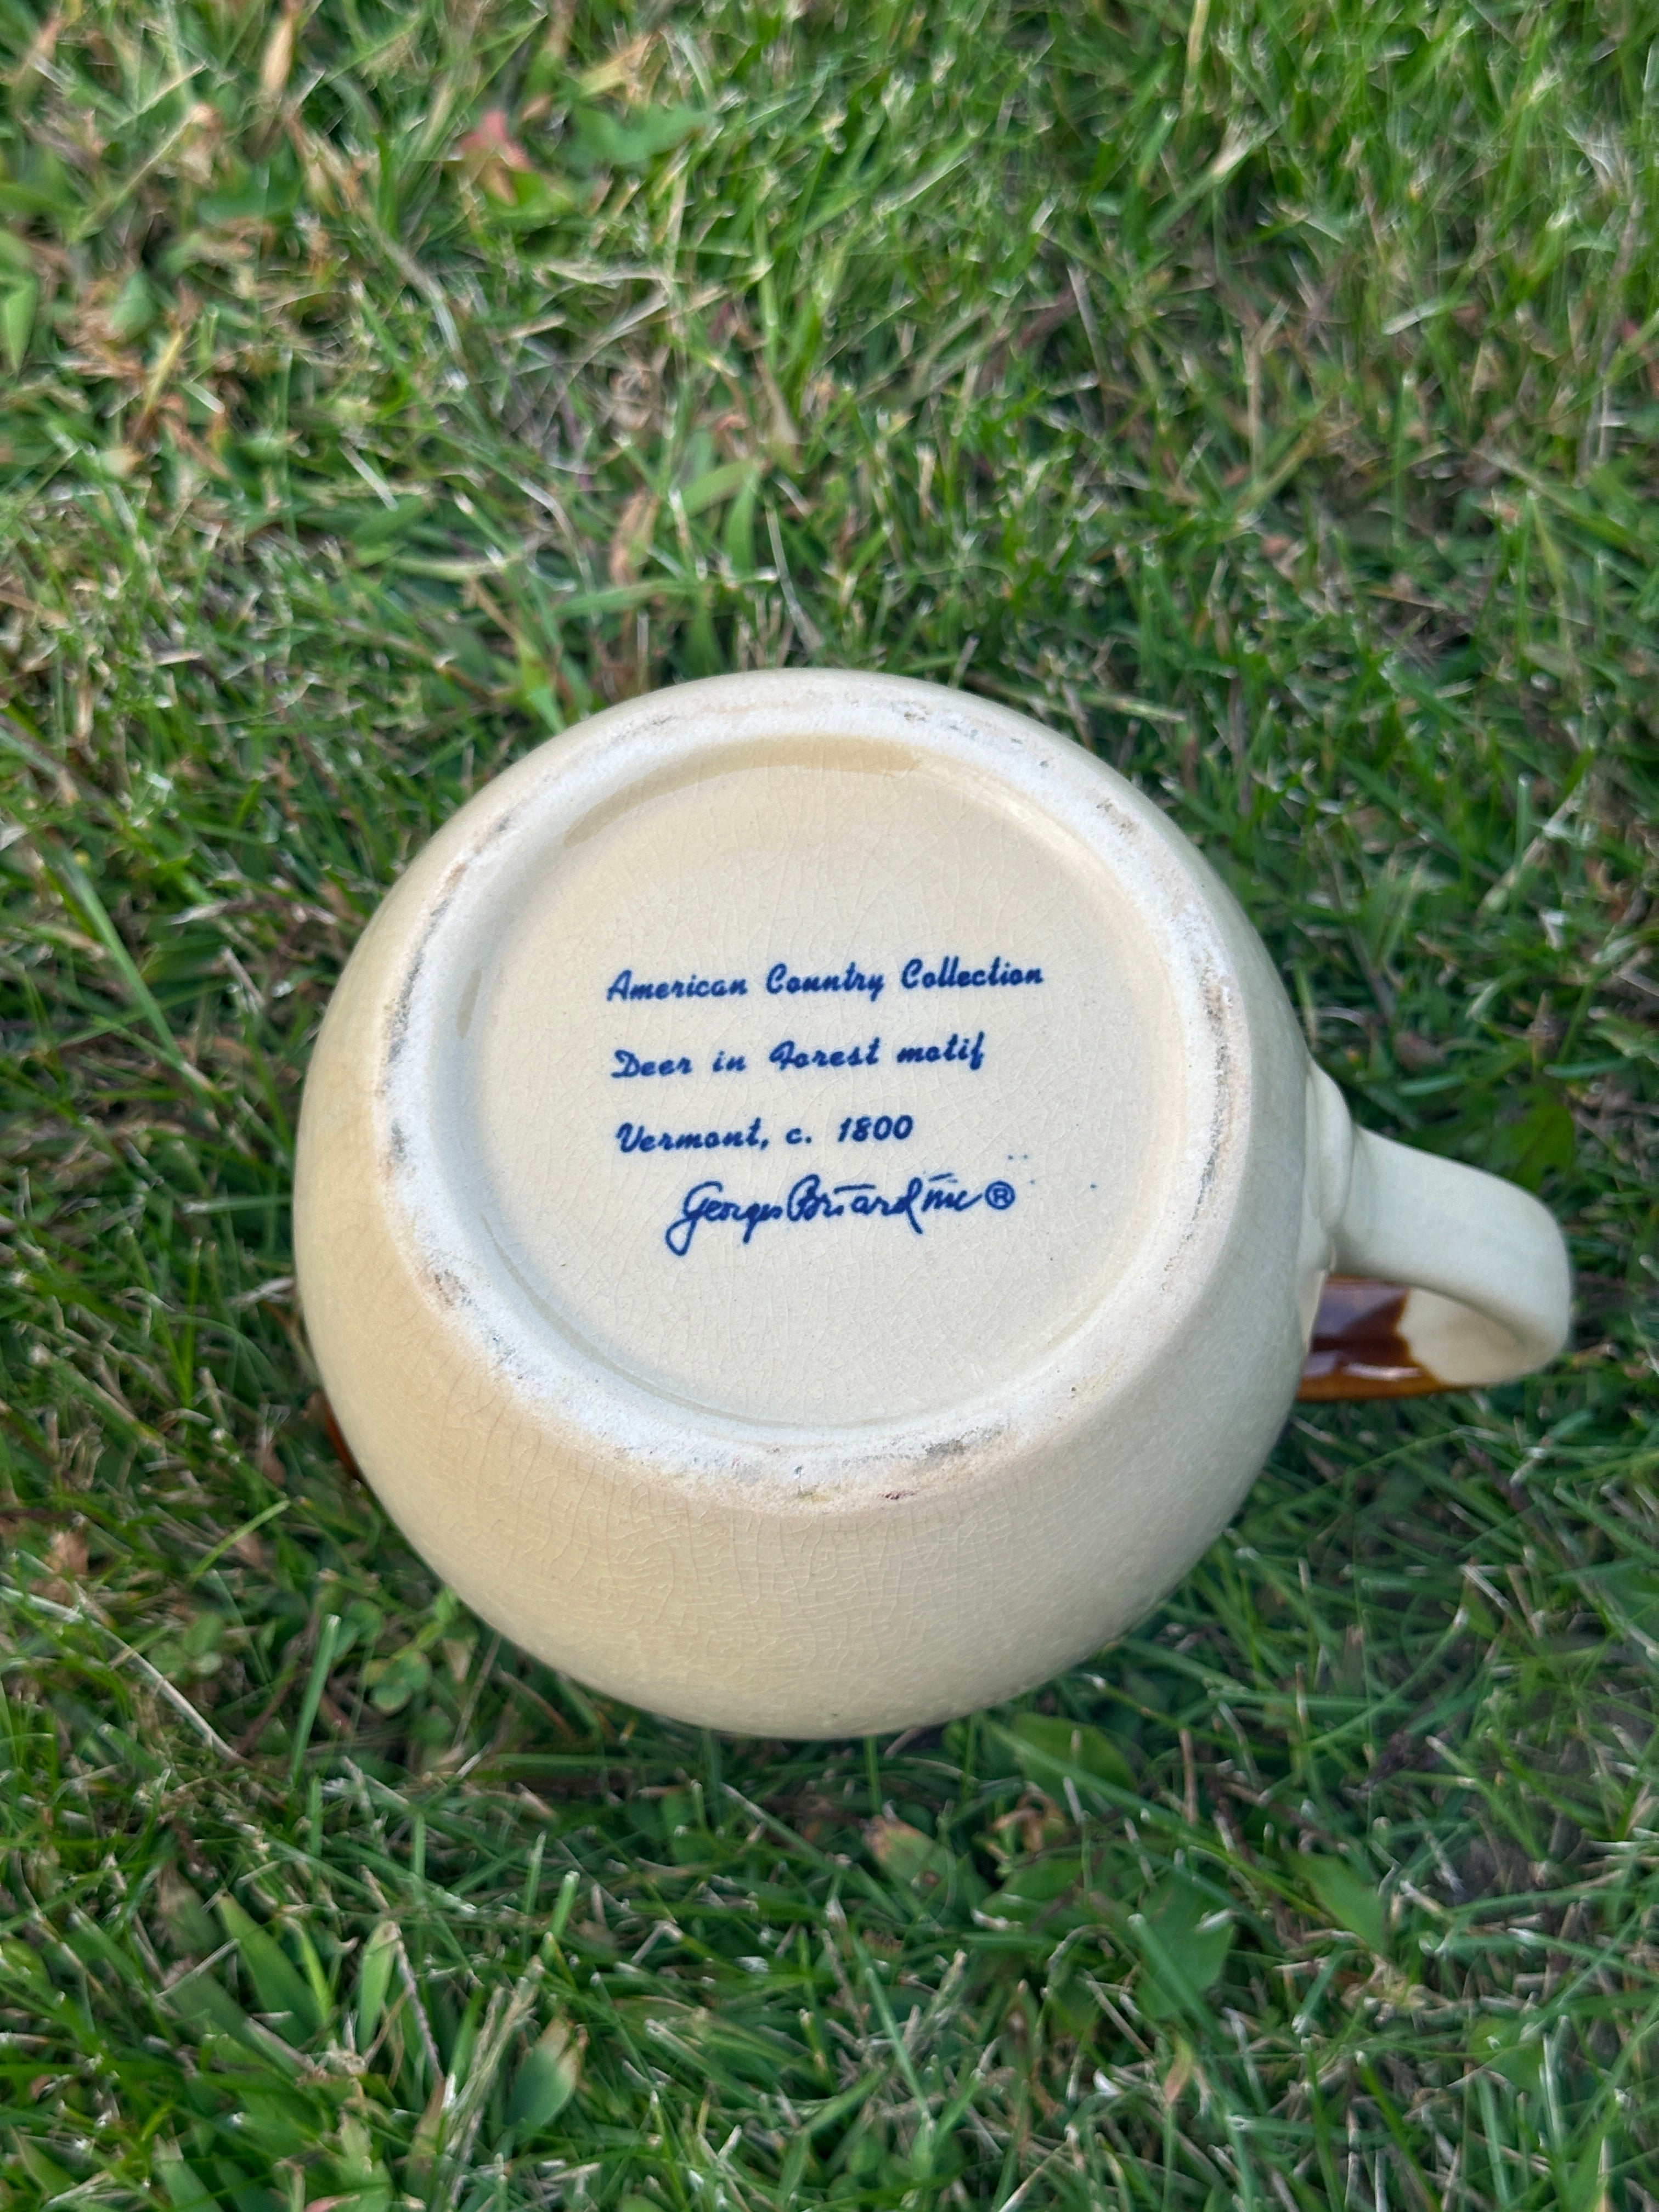 American Country Collection
Deer in Forest motif
Vermont, c. 1800
Georges Briard Inc ®